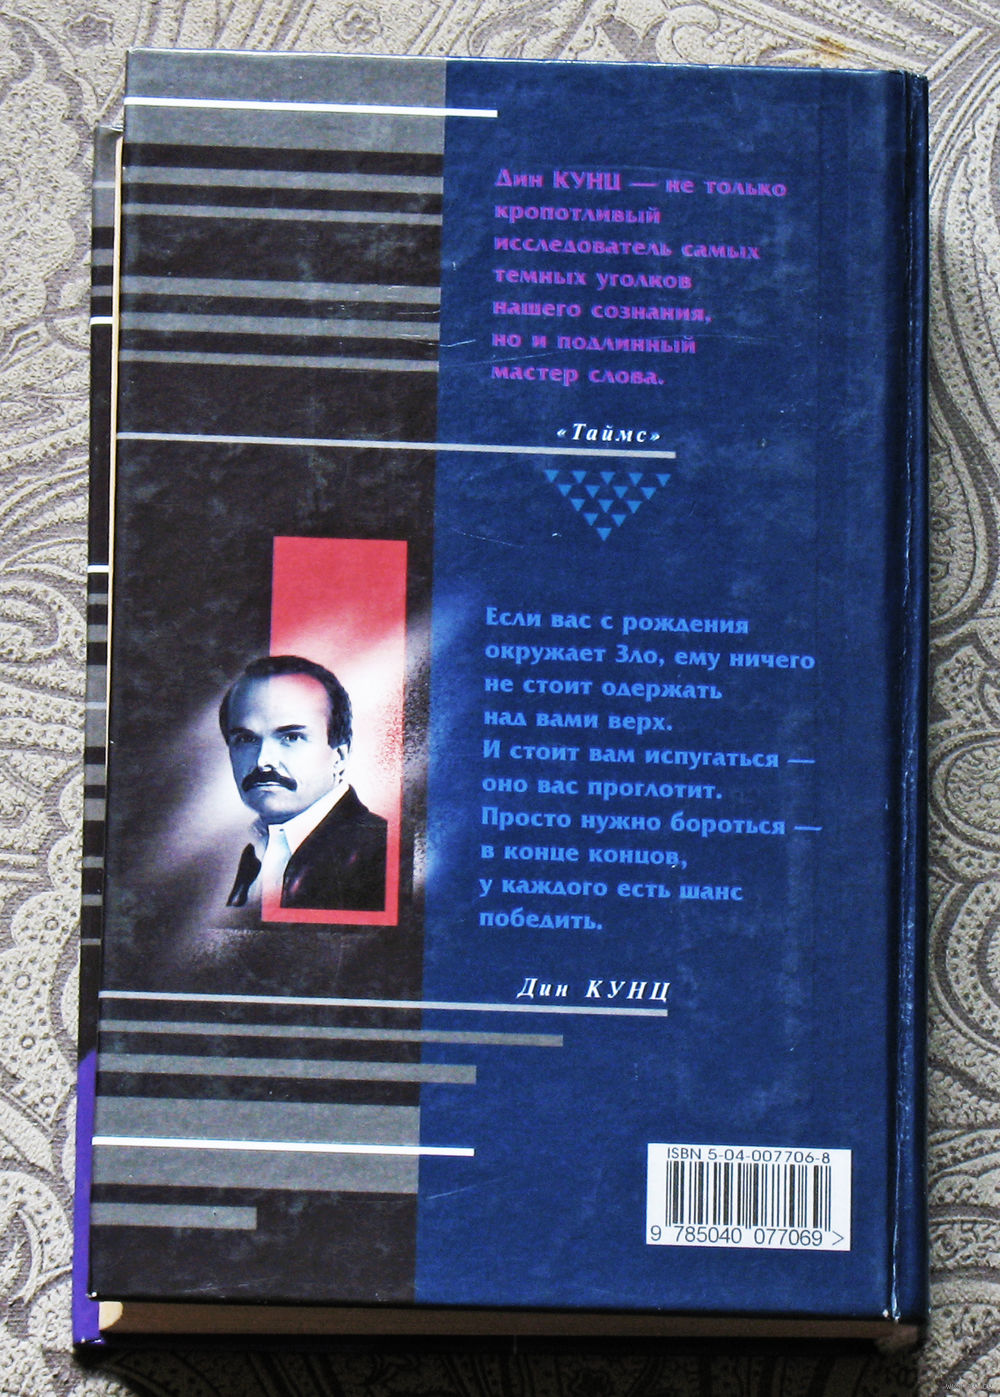 Дин КУНЦ — не только
кропотливый
исследователь самых
темных уголков
нашего сознания,
но и подлинный
мастер слова.
«Таймс»
Если вас с рождения
окружает Зло, ему ничего
не стоит одержать
над вами верх.
И стоит вам испугаться —
оно вас проглотит.
Просто нужно бороться —
в конце концов,
у каждого есть шанс
победить.
Дин КУНЦ
ISBN 5-04-007706-8
9 785040 077069 >